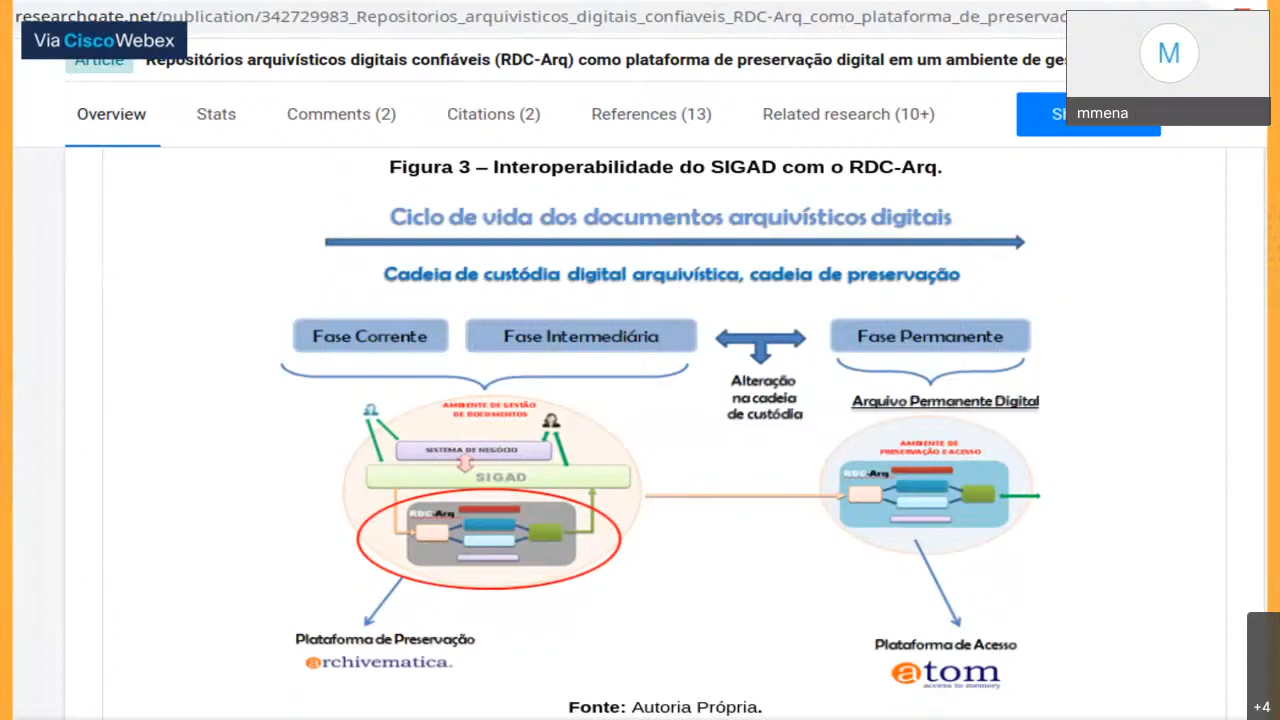 researchgate.net/publication/342729983_Repositorios_arquivisticos_digitais_confiaveis_RDC-Arq_como_plataforma_de_preservac
Via CiscoWebex
Article
Repositórios arquivísticos digitais confiáveis (RDC-Arq) como plataforma de preservação digital em um ambiente de ges
M
mmena
Overview
Stats
Comments (2)
Citations (2)
References (13)
Related research (10+)
Figura 3 – Interoperabilidade do SIGAD com o RDC-Arq.
Ciclo de vida dos documentos arquivísticos digitais
Cadeia de custódia digital arquivística, cadeia de preservação
Fase Corrente
Fase Intermediária
Fase Permanente
Alteração
na cadeia
de custódia
Arquivo Permanente Digital
AMBIENTE DE GESTÃO
DE DOCUMENTOS
SISTEMA DE NEGÓCIO
SIGAD
RDC-Arq
AMBIENTE DE
PRESERVAÇÃO E ACESSO
RDC-Arq
Plataforma de Preservação
archivematica.
Plataforma de Acesso
atom
access to memory
Fonte: Autoria Própria.
+4